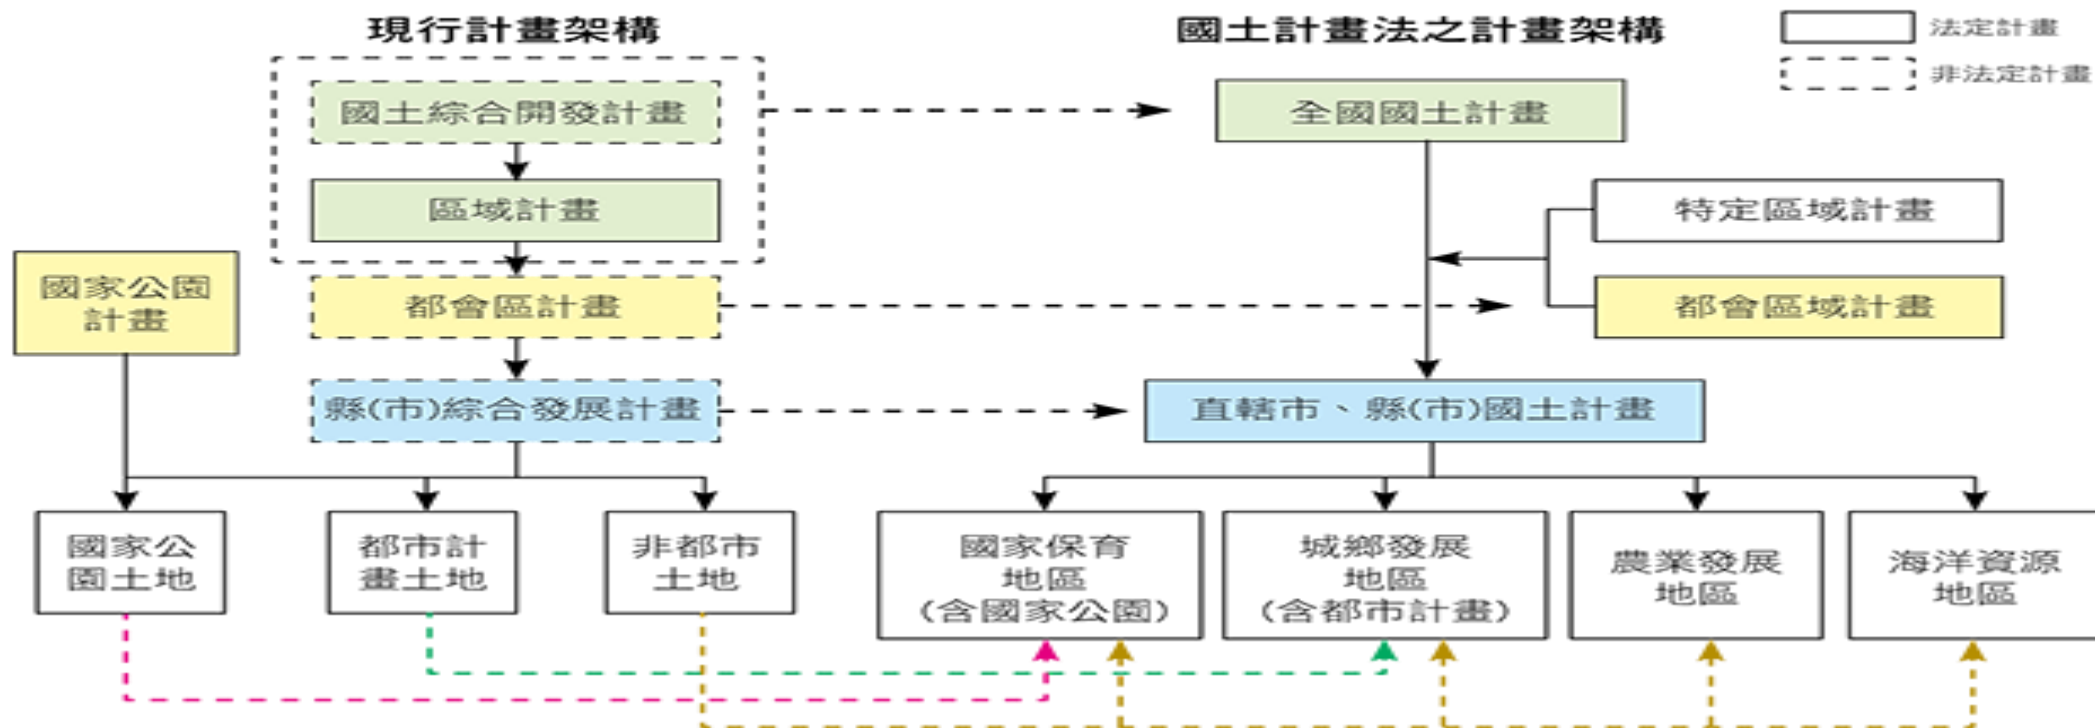 現行計畫架構
國土計畫法之計畫架構
法定計畫
非法定計畫
國土綜合開發計畫
全國國土計畫
區域計畫
特定區域計畫
國家公園
計畫
都會區計畫
都會區域計畫
縣(市)綜合發展計畫
直轄市、縣(市)國土計畫
國家公
園土地
都市計
畫土地
非都市
土地
國家保育
地區
(含國家公園)
城鄉發展
地區
(含都市計畫)
農業發展
地區
海洋資源
地區